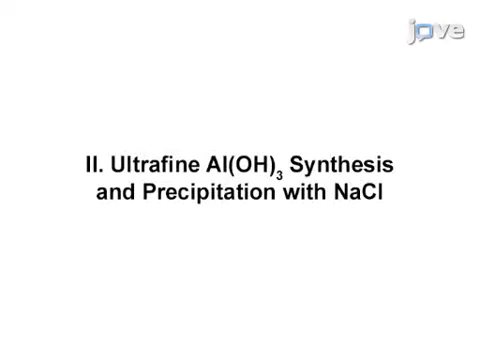 jove
II. Ultrafine Al(OH)₃ Synthesis
and Precipitation with NaCl